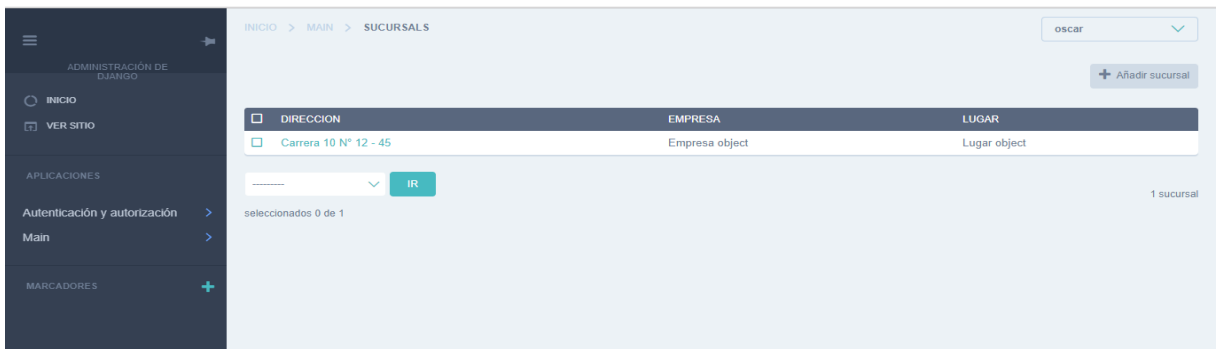 ADMINISTRACIÓN DE
DJANGO
INICIO
VER SITIO
APLICACIONES
Autenticación y autorización
Main
MARCADORES
INICIO > MAIN > SUCURSALS
oscar
Añadir sucursal
DIRECCION EMPRESA LUGAR
Carrera 10 N° 12 - 45 Empresa object Lugar object
--------- IR
1 sucursal
seleccionados 0 de 1